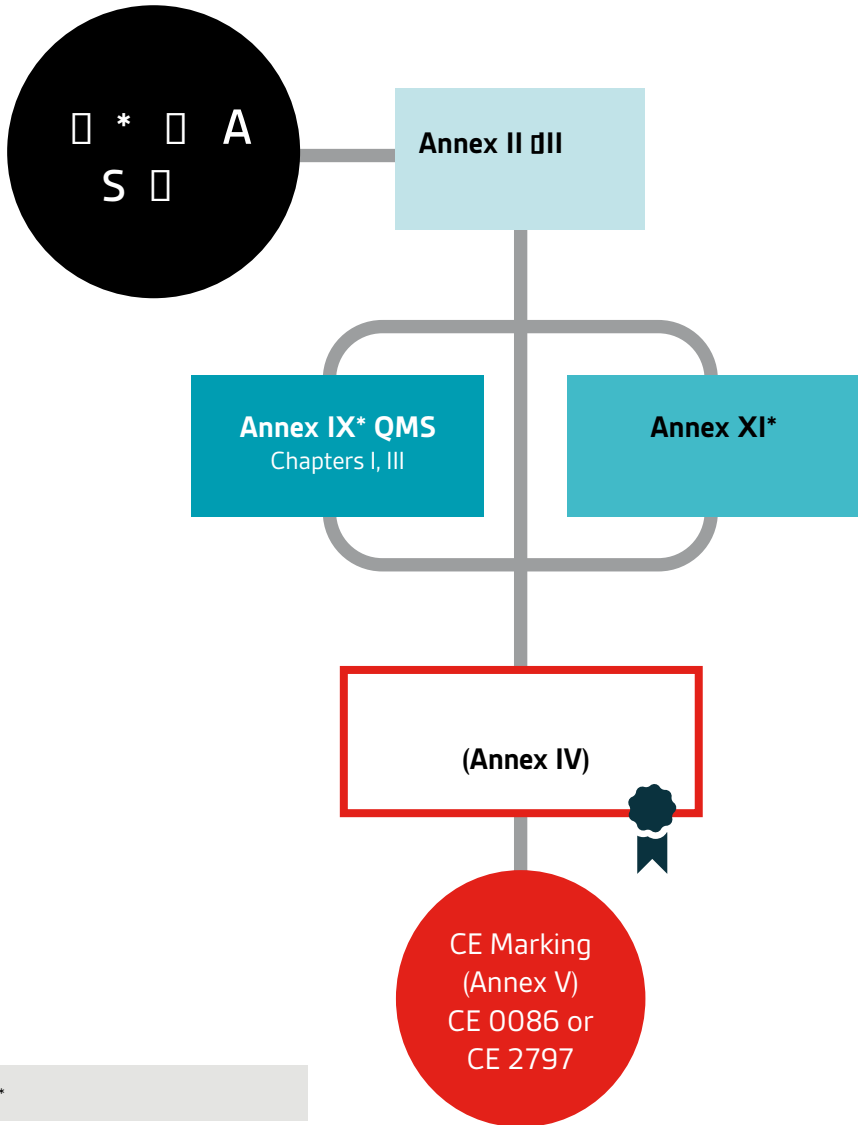 * A
S
Annex II
Annex IX* QMS
Chapters I, III
Annex XI*
(Annex IV)
CE Marking
(Annex V)
CE 0086 or
CE 2797
*